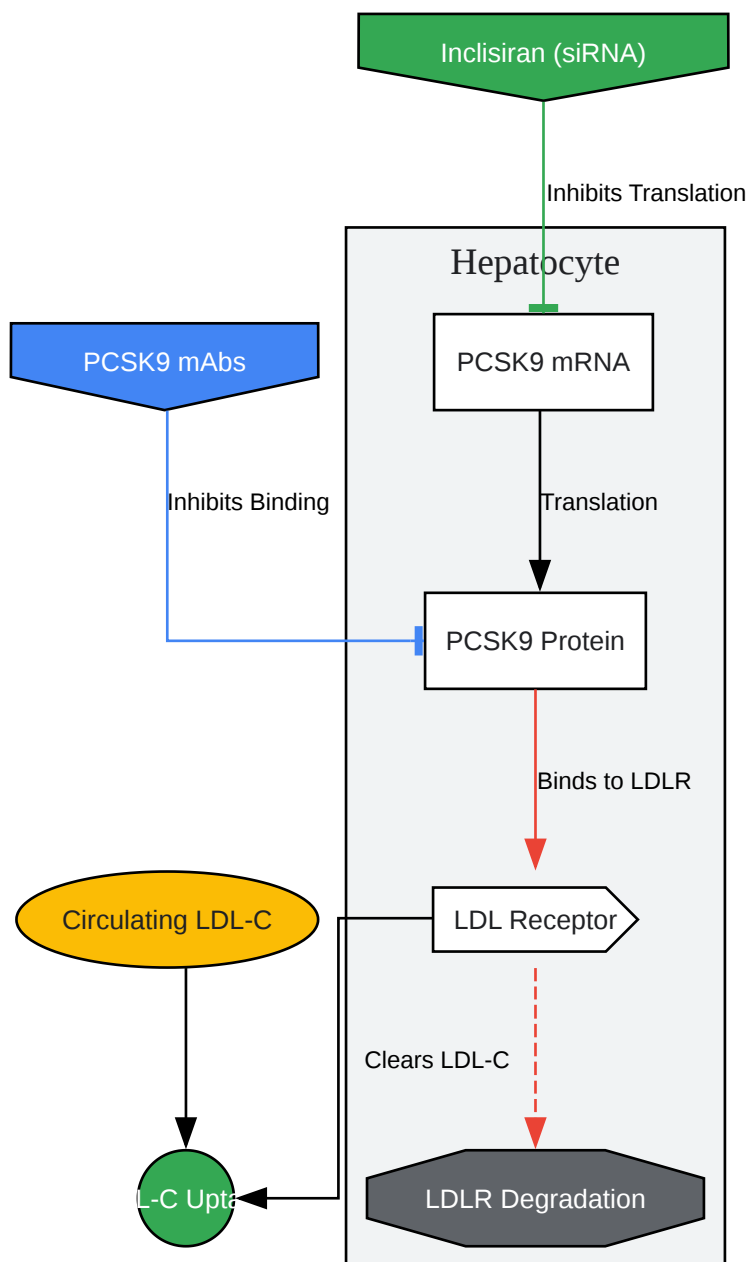 Inclisiran (siRNA)
Inhibits Translation
Hepatocyte
PCSK9 mAbs
PCSK9 mRNA
Inhibits Binding
Translation
PCSK9 Protein
Binds to LDLR
Circulating LDL-C
LDL Receptor
Clears LDL-C
L-C Upta
LDLR Degradation